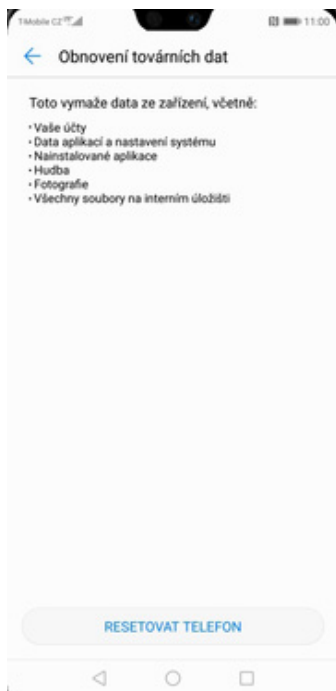 T-Mobile CZ
11:00
Obnovení továrních dat
Toto vymaže data ze zařízení, včetně:
• Vaše účty
• Data aplikací a nastavení systému
• Nainstalované aplikace
• Hudba
• Fotografie
• Všechny soubory na interním úložišti
RESETOVAT TELEFON